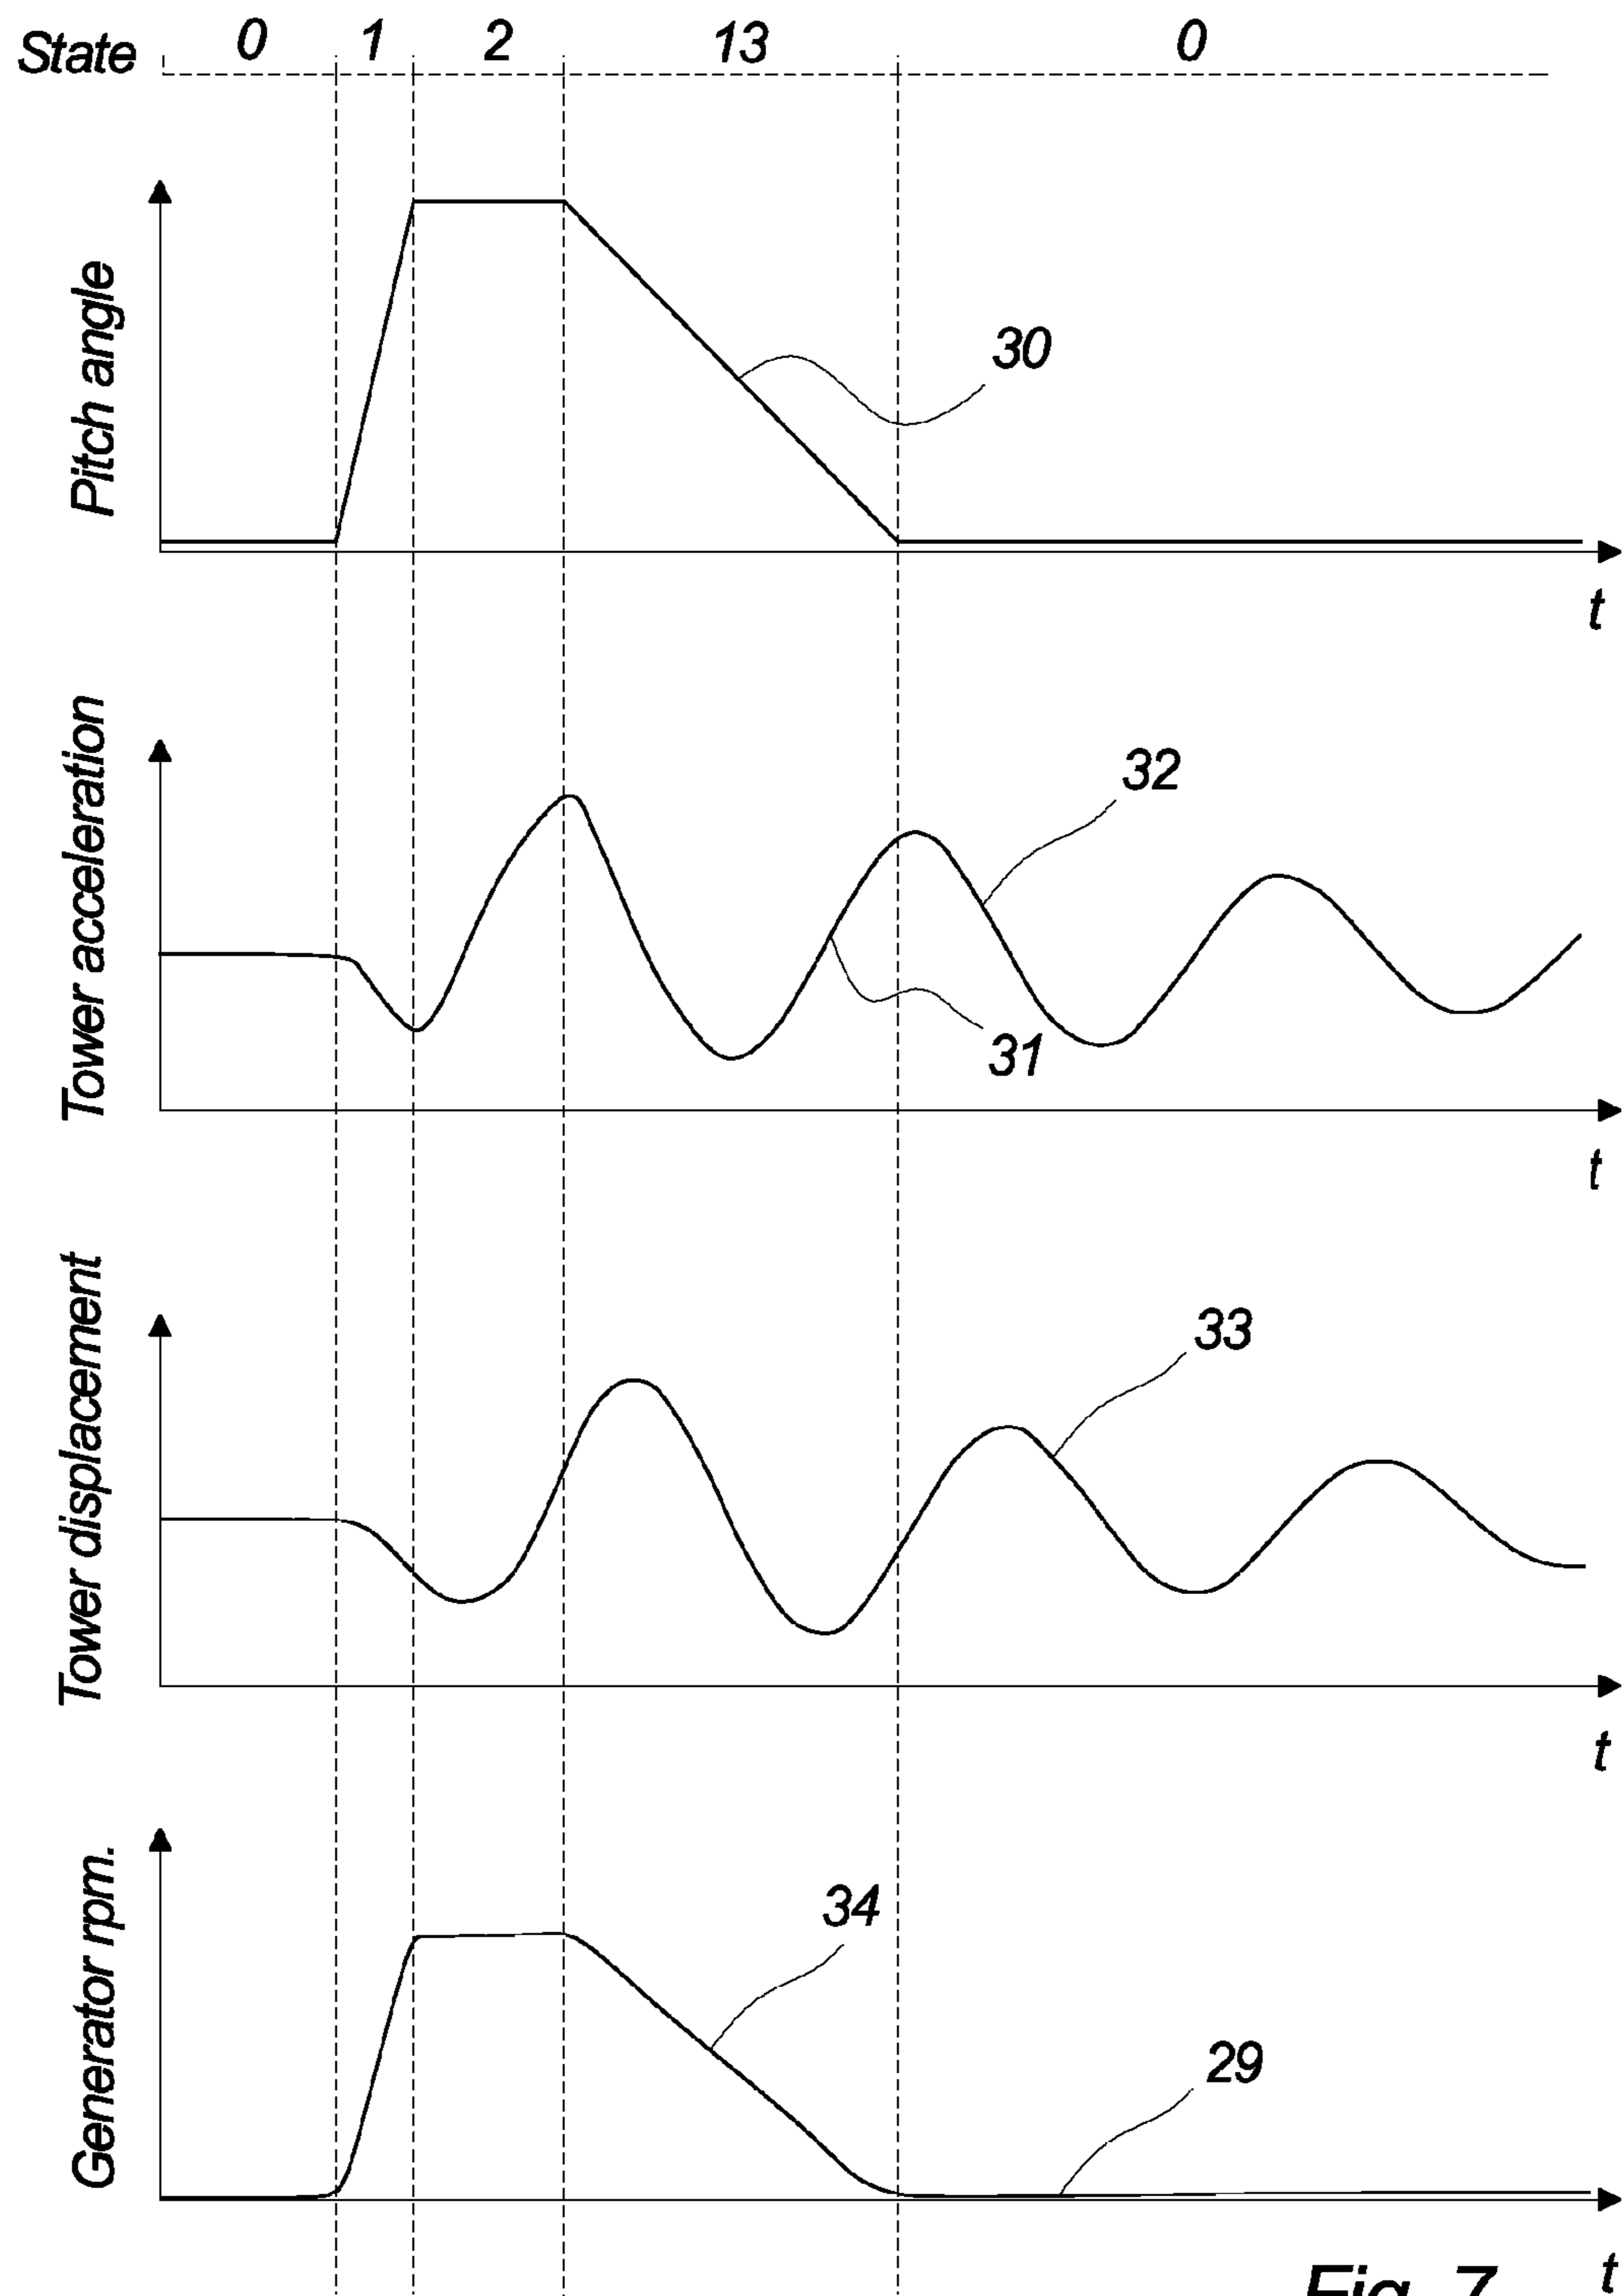 State 0 1 2 13 0
Pitch angle
30
t
Tower acceleration
32
31
t
Tower displacement
33
t
Generator rpm.
34
29
t
Fig. 7